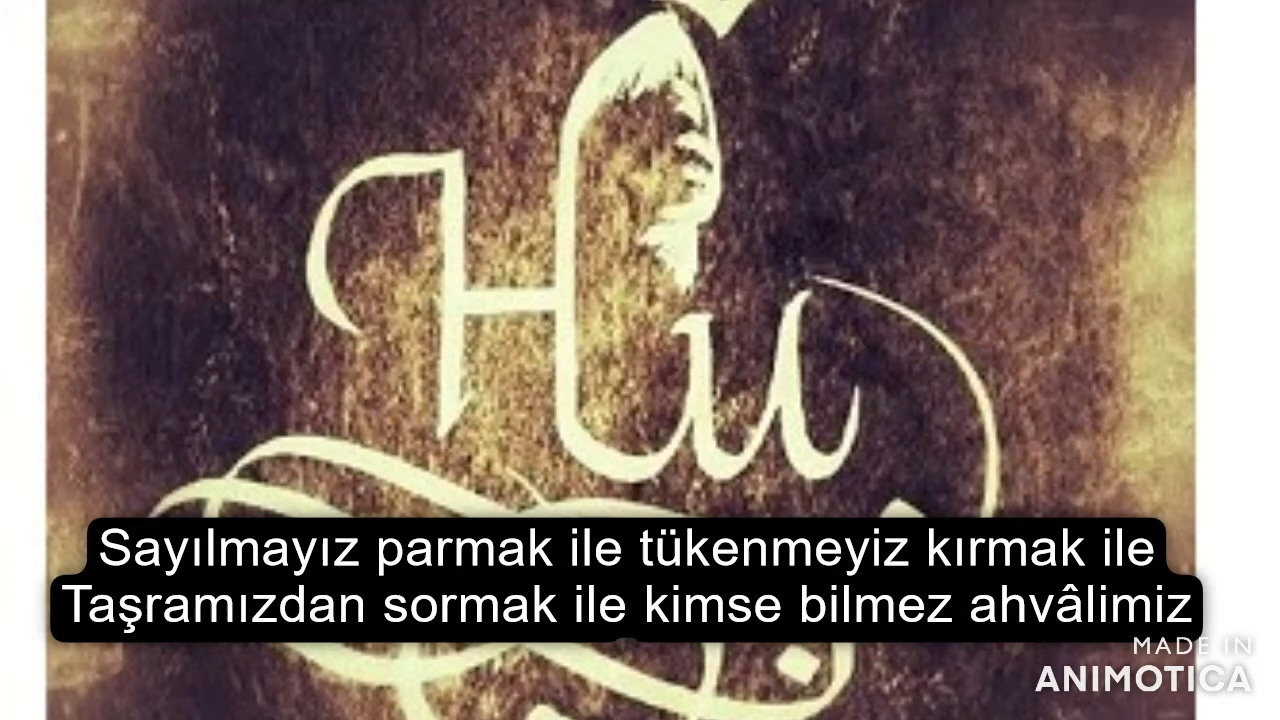 Hu
Sayılmayız parmak ile tükenmeyiz kırmak ile
Taşramızdan sormak ile kimse bilmez ahvâlimiz
MADE IN
ANIMOTICA